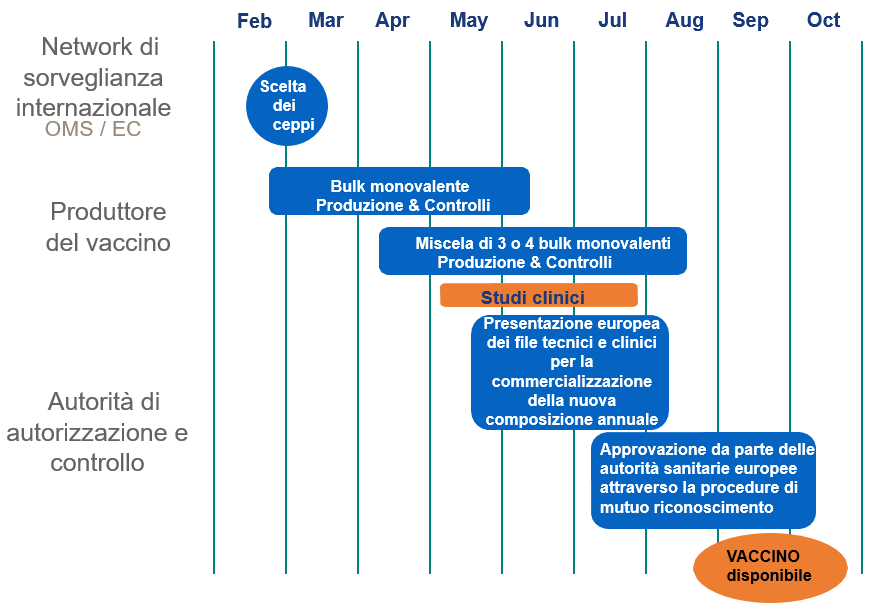 Feb Mar Apr May Jun Jul Aug Sep Oct
Network di
sorveglianza
internazionale
OMS / EC
Scelta
dei
ceppi
Produttore
del vaccino
Bulk monovalente
Produzione & Controlli
Miscela di 3 o 4 bulk monovalenti
Produzione & Controlli
Studi clinici
Autorità di
autorizzazione e
controllo
Presentazione europea
dei file tecnici e clinici
per la
commercializzazione
della nuova
composizione annuale
Approvazione da parte delle
autorità sanitarie europee
attraverso la procedure di
mutuo riconoscimento
VACCINO
disponibile